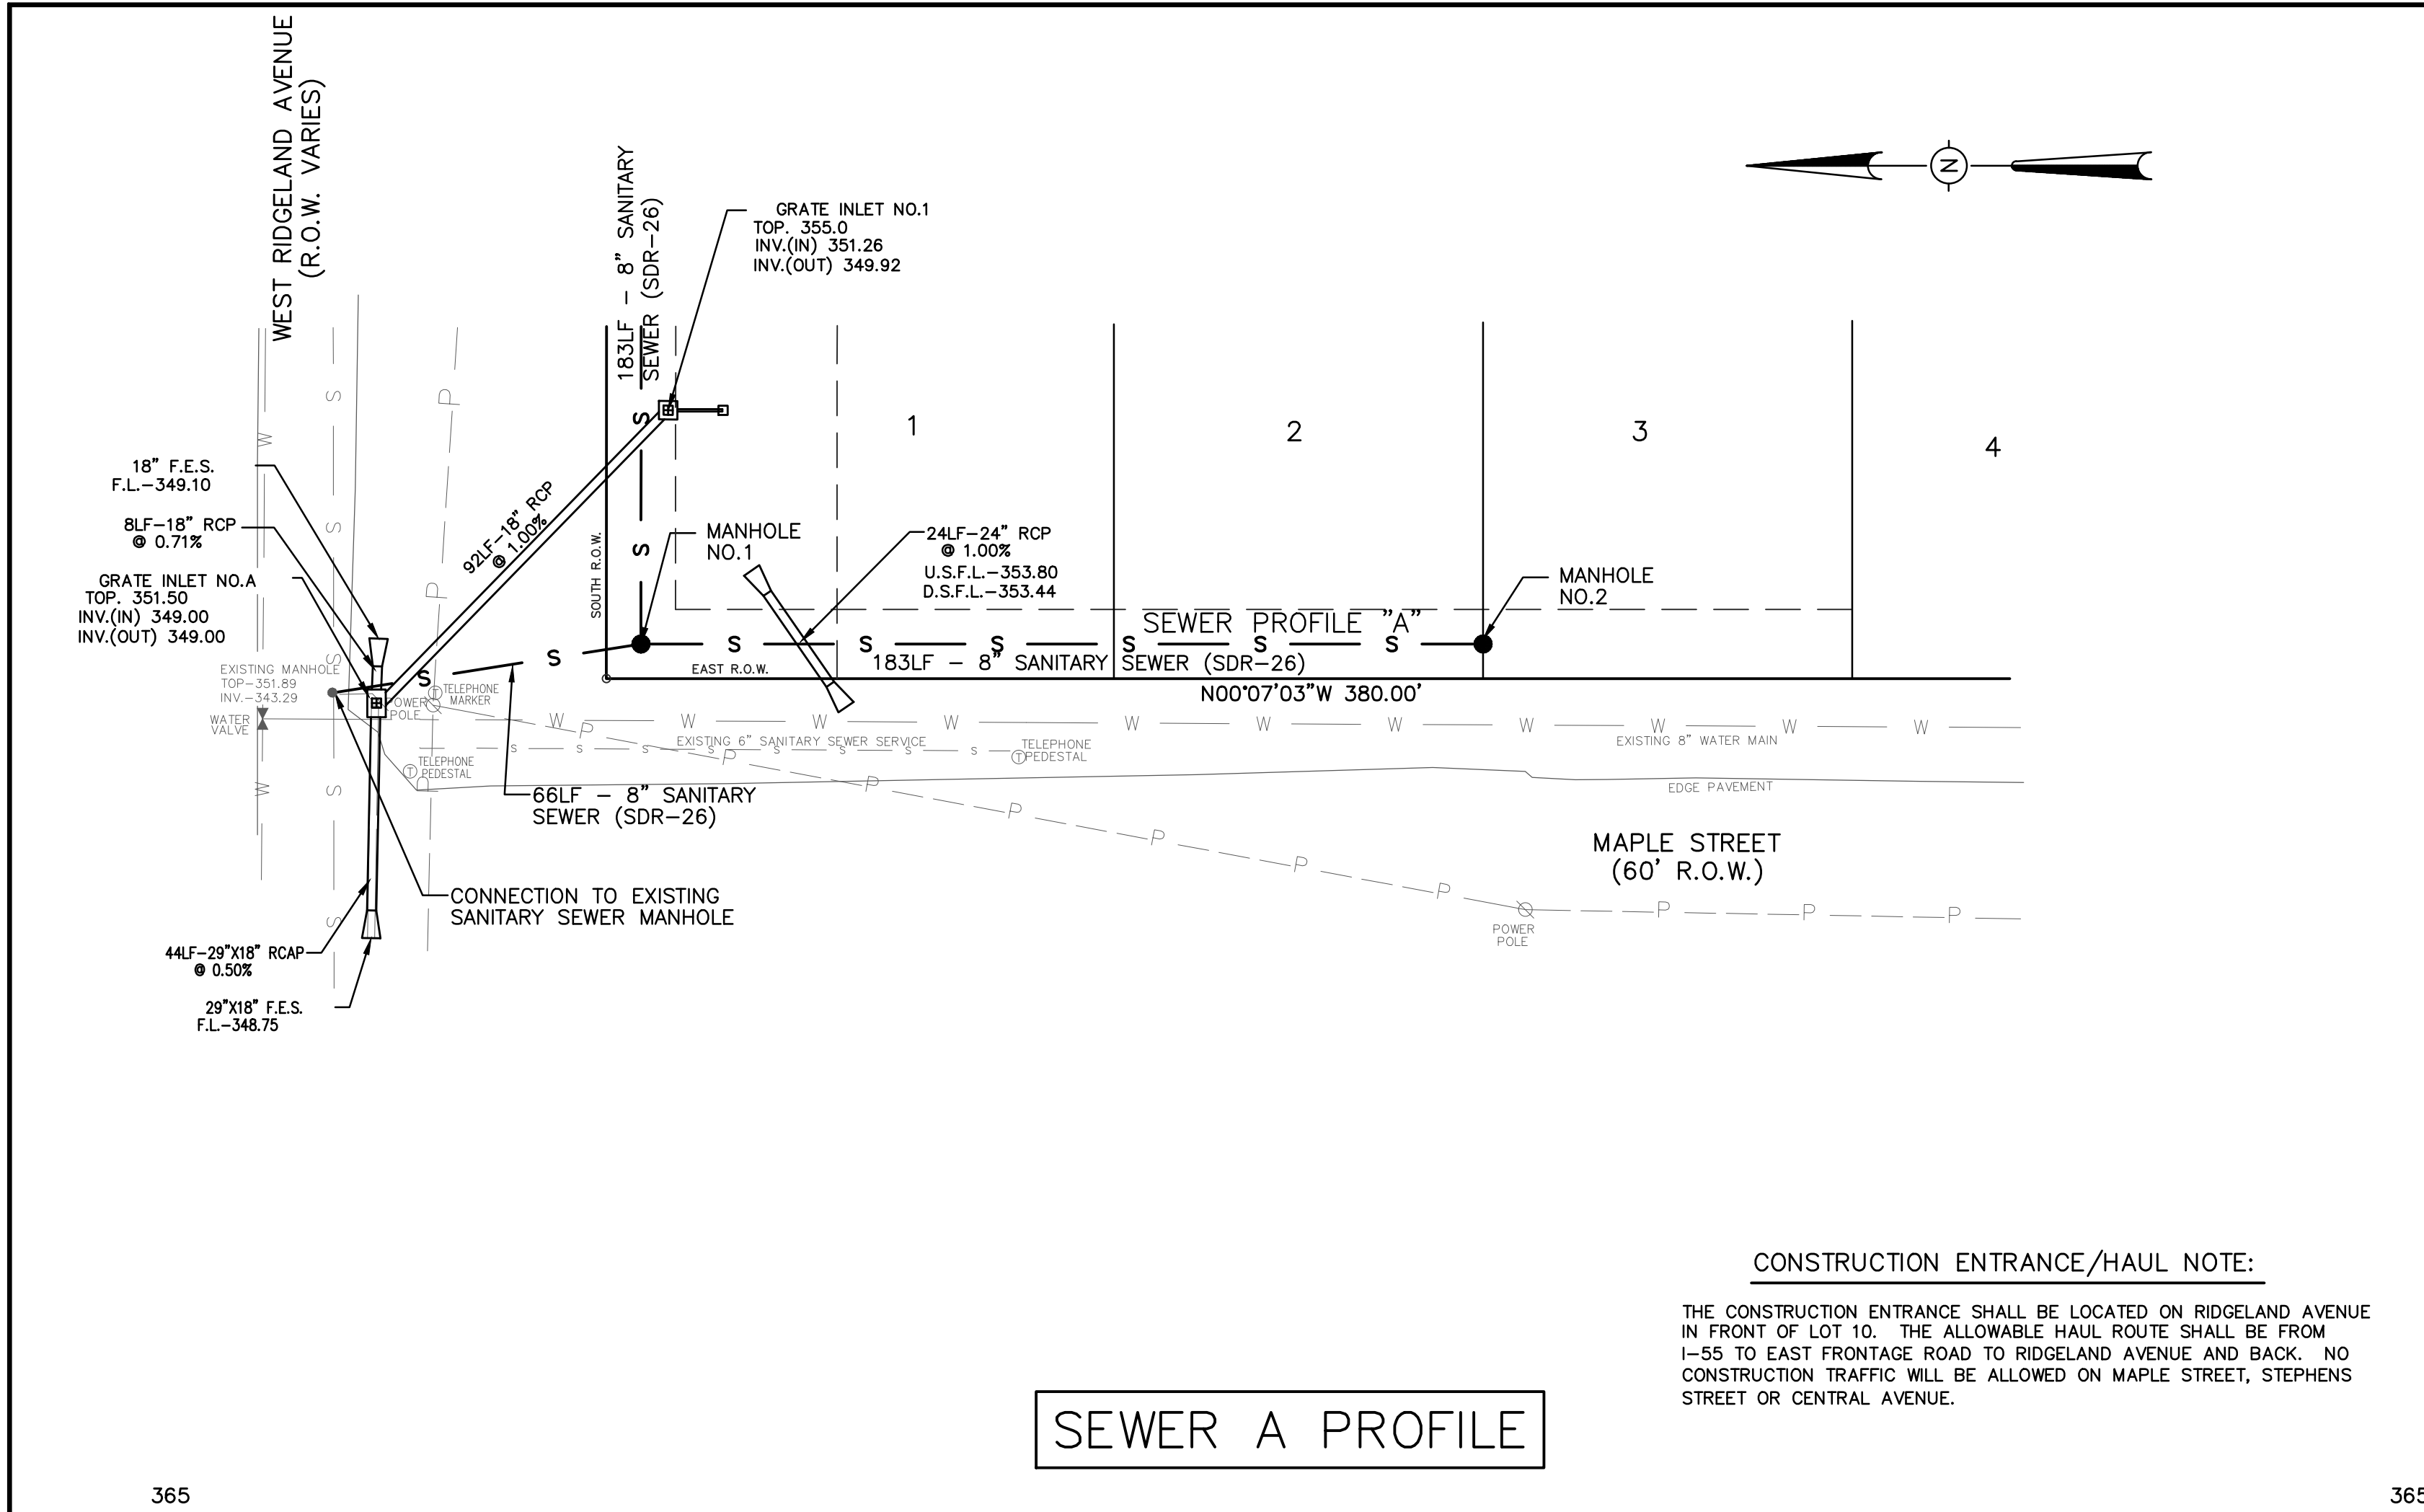 WEST RIDGELAND AVENUE
(R.O.W. VARIES)
183LF - 8" SANITARY
SEWER (SDR-26)
N
GRATE INLET NO.1
TOP. 355.0
INV.(IN) 351.26
INV.(OUT) 349.92
1
2
3
4
18" F.E.S.
F.L.-349.10
8LF-18" RCP
@ 0.71%
GRATE INLET NO.A
TOP. 351.50
INV.(IN) 349.00
INV.(OUT) 349.00
92LF-18" RCP
@ 1.00%
SOUTH R.O.W.
MANHOLE
NO.1
24LF-24" RCP
@ 1.00%
U.S.F.L.-353.80
D.S.F.L.-353.44
MANHOLE
NO.2
SEWER PROFILE "A"
S S S S S S S S
S S
183LF - 8" SANITARY SEWER (SDR-26)
EAST R.O.W.
N00°07'03"W 380.00'
EXISTING MANHOLE
TOP-351.89
INV.-343.29
WATER
VALVE
POWER
POLE
T TELEPHONE
MARKER
W W W W W W W W W W
EXISTING 6" SANITARY SEWER SERVICE
s s s s s s s s
T TELEPHONE
PEDESTAL
EXISTING 8" WATER MAIN
T TELEPHONE
PEDESTAL
EDGE PAVEMENT
S S S S S S
W W
P P P P
P P P P P P P P P P
66LF - 8" SANITARY
SEWER (SDR-26)
MAPLE STREET
(60' R.O.W.)
CONNECTION TO EXISTING
SANITARY SEWER MANHOLE
POWER
POLE
44LF-29"X18" RCAP
@ 0.50%
29"X18" F.E.S.
F.L.-348.75
CONSTRUCTION ENTRANCE/HAUL NOTE:
THE CONSTRUCTION ENTRANCE SHALL BE LOCATED ON RIDGELAND AVENUE
IN FRONT OF LOT 10. THE ALLOWABLE HAUL ROUTE SHALL BE FROM
I-55 TO EAST FRONTAGE ROAD TO RIDGELAND AVENUE AND BACK. NO
CONSTRUCTION TRAFFIC WILL BE ALLOWED ON MAPLE STREET, STEPHENS
STREET OR CENTRAL AVENUE.
SEWER A PROFILE
365
365